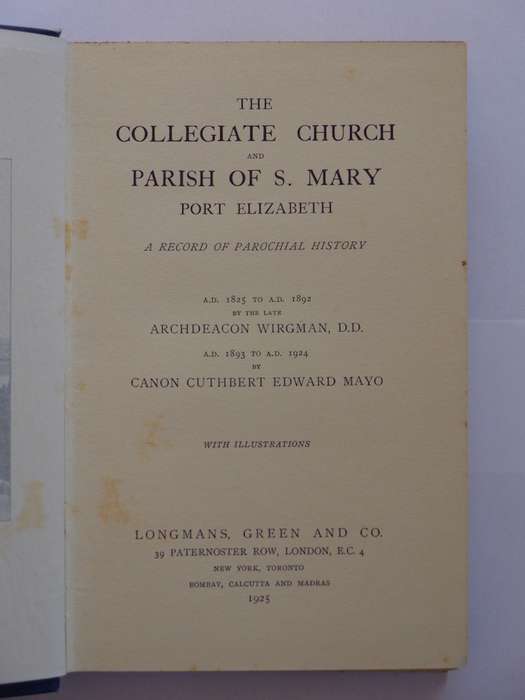 THE
COLLEGIATE CHURCH
AND
PARISH OF S. MARY
PORT ELIZABETH
A RECORD OF PAROCHIAL HISTORY
A.D. 1825 TO A.D. 1892
BY THE LATE
ARCHDEACON WIRGMAN, D.D.
A.D. 1893 TO A.D. 1924
BY
CANON CUTHBERT EDWARD MAYO
WITH ILLUSTRATIONS
LONGMANS, GREEN AND CO.
39 PATERNOSTER ROW, LONDON, E.C. 4
NEW YORK, TORONTO
BOMBAY, CALCUTTA AND MADRAS
1925